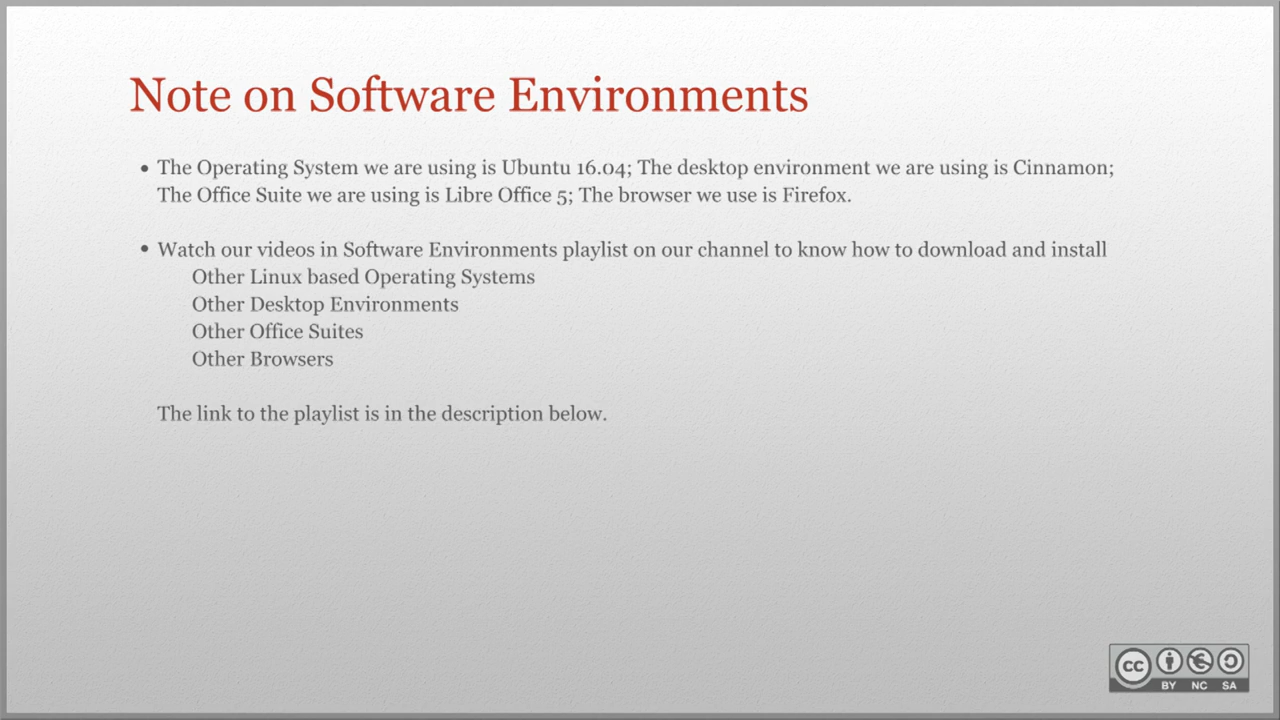 Note on Software Environments
• The Operating System we are using is Ubuntu 16.04; The desktop environment we are using is Cinnamon;
The Office Suite we are using is Libre Office 5; The browser we use is Firefox.
• Watch our videos in Software Environments playlist on our channel to know how to download and install
Other Linux based Operating Systems
Other Desktop Environments
Other Office Suites
Other Browsers
The link to the playlist is in the description below.
CC
BY NC SA